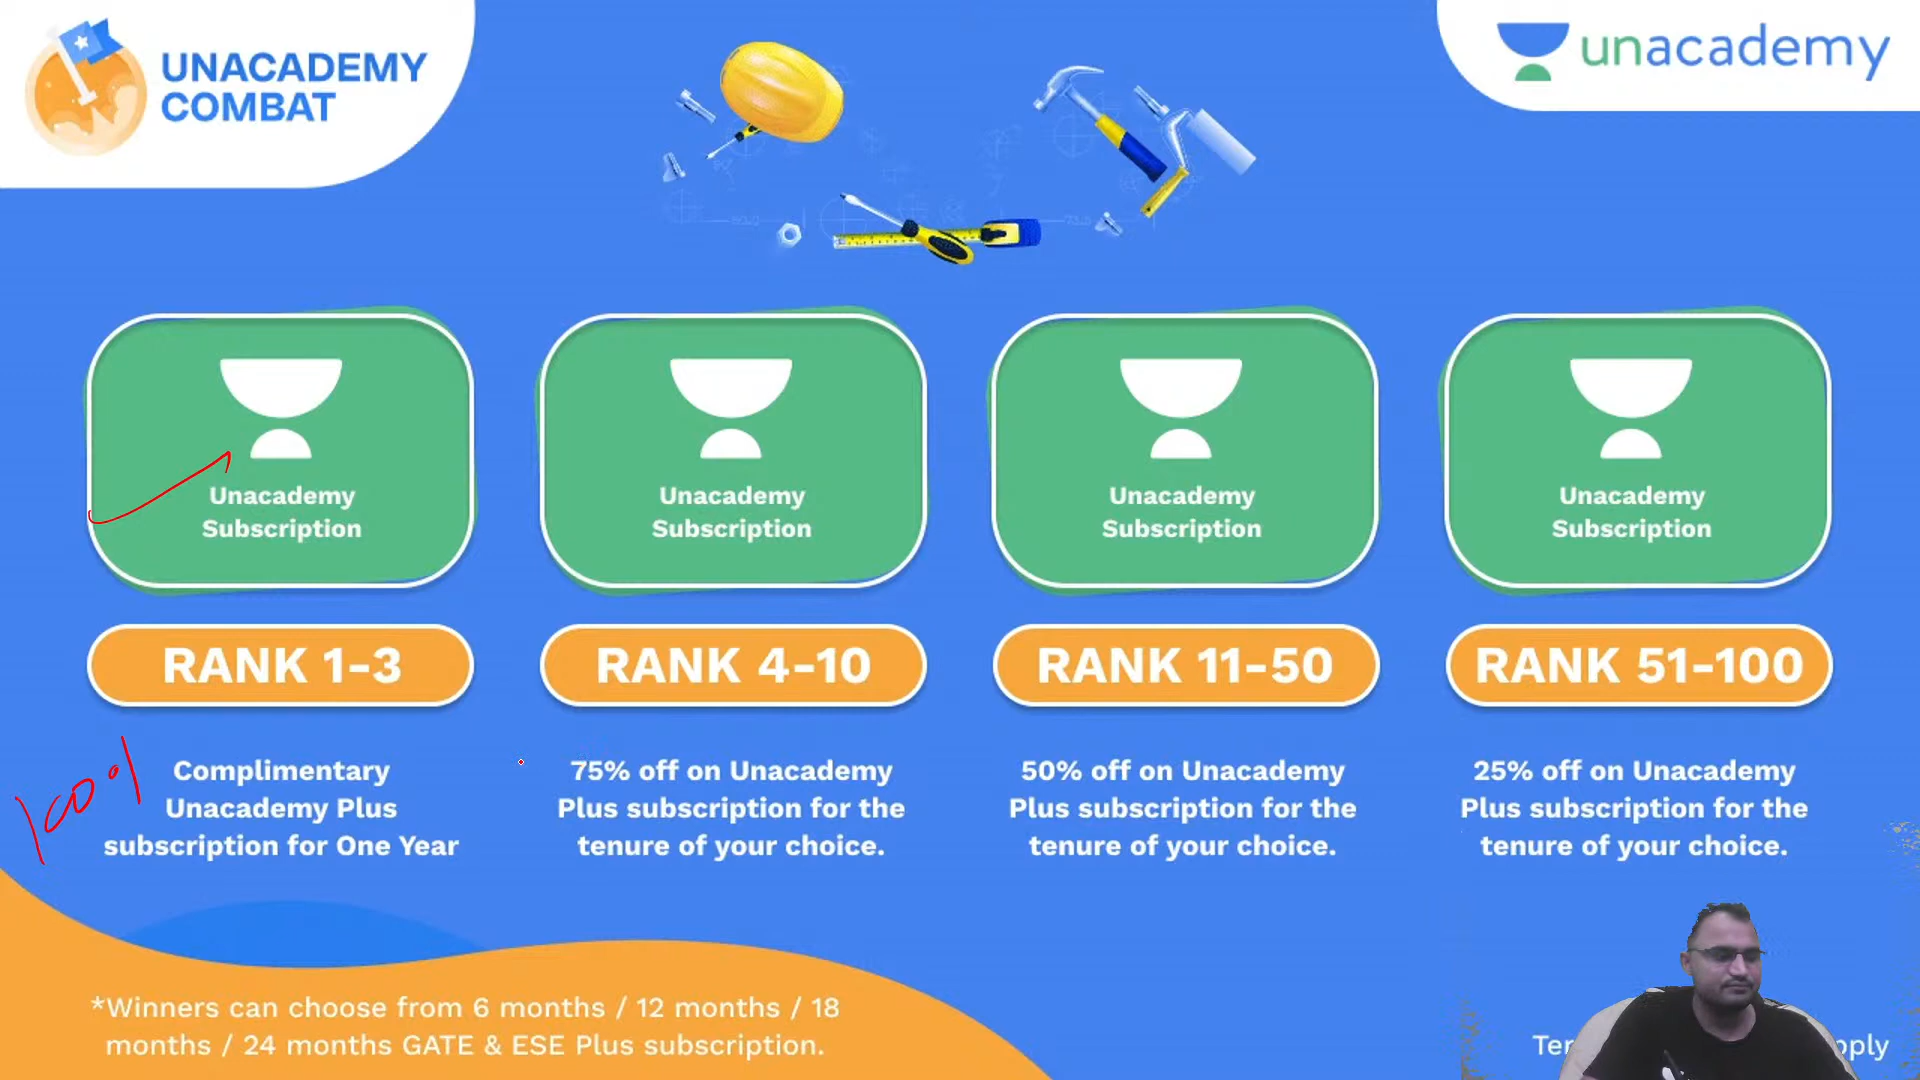 UNACADEMY
COMBAT
unacademy
Unacademy
Subscription
Unacademy
Subscription
Unacademy
Subscription
Unacademy
Subscription
RANK 1-3
RANK 4-10
RANK 11-50
RANK 51-100
100%
Complimentary
Unacademy Plus
subscription for One Year
75% off on Unacademy
Plus subscription for the
tenure of your choice.
50% off on Unacademy
Plus subscription for the
tenure of your choice.
25% off on Unacademy
Plus subscription for the
tenure of your choice.
*Winners can choose from 6 months / 12 months / 18
months / 24 months GATE & ESE Plus subscription.